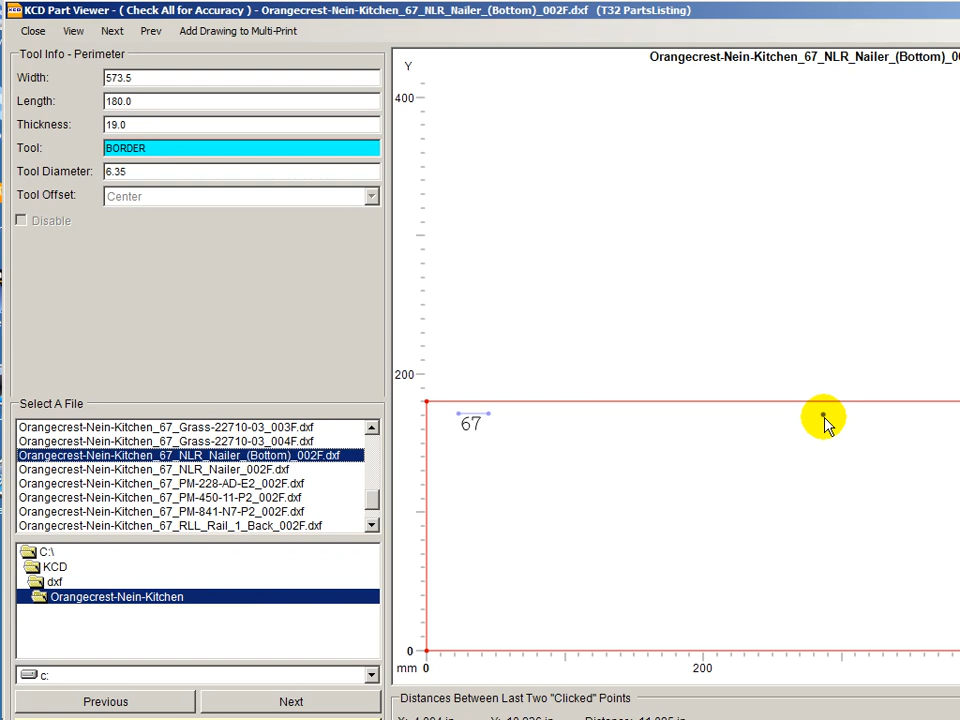 KCD Part Viewer - ( Check All for Accuracy ) - Orangecrest-Nein-Kitchen_67_NLR_Nailer_(Bottom)_002F.dxf (T32 PartsListing)
Close View Next Prev Add Drawing to Multi-Print
Tool Info - Perimeter
Width: 573.5
Length: 180.0
Thickness: 19.0
Tool: BORDER
Tool Diameter: 6.35
Tool Offset: Center
Disable
Select A File
Orangecrest-Nein-Kitchen_67_Grass-22710-03_003F.dxf
Orangecrest-Nein-Kitchen_67_Grass-22710-03_004F.dxf
Orangecrest-Nein-Kitchen_67_NLR_Nailer_(Bottom)_002F.dxf
Orangecrest-Nein-Kitchen_67_NLR_Nailer_002F.dxf
Orangecrest-Nein-Kitchen_67_PM-228-AD-E2_002F.dxf
Orangecrest-Nein-Kitchen_67_PM-450-11-P2_002F.dxf
Orangecrest-Nein-Kitchen_67_PM-841-N7-P2_002F.dxf
Orangecrest-Nein-Kitchen_67_RLL_Rail_1_Back_002F.dxf
C:\
KCD
dxf
Orangecrest-Nein-Kitchen
c:
Previous Next
Orangecrest-Nein-Kitchen_67_NLR_Nailer_(Bottom)_0
Y
400
200
67
0
mm 0 200
Distances Between Last Two "Clicked" Points